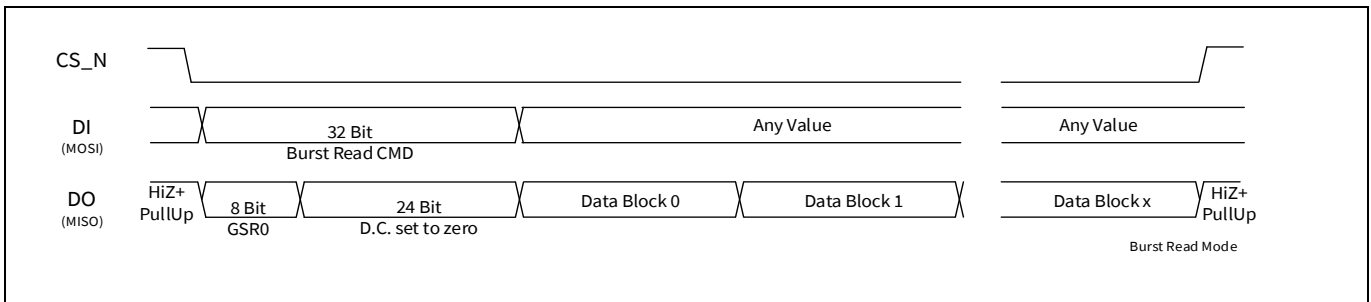 CS_N
DI
(MOSI)
32 Bit
Burst Read CMD
Any Value
Any Value
DO
(MISO)
HiZ+
PullUp
8 Bit
GSR0
24 Bit
D.C. set to zero
Data Block 0
Data Block 1
Data Block x
HiZ+
PullUp
Burst Read Mode